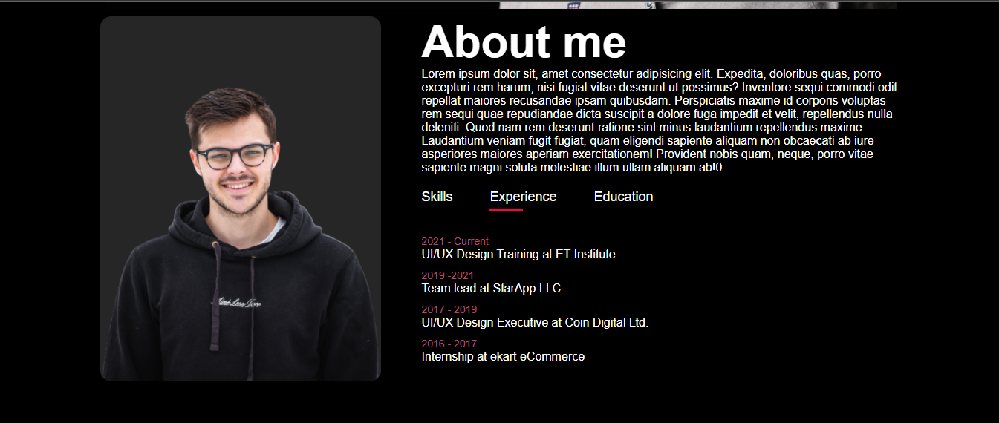 About me
Lorem ipsum dolor sit, amet consectetur adipisicing elit. Expedita, doloribus quas, porro
excepturi rem harum, nisi fugiat vitae deserunt ut possimus? Inventore sequi commodi odit
repellat maiores recusandae ipsam quibusdam. Perspiciatis maxime id corporis voluptas
rem sequi quae repudiandae dicta suscipit a dolore fuga impedit et velit, repellendus nulla
deleniti. Quod nam rem deserunt ratione sint minus laudantium repellendus maxime.
Laudantium veniam fugit fugiat, quam eligendi sapiente aliquam non obcaecati ab iure
asperiores maiores aperiam exercitationem! Provident nobis quam, neque, porro vitae
sapiente magni soluta molestiae illum ullam aliquam ab!0
Skills Experience Education
2021 - Current
UI/UX Design Training at ET Institute
2019 -2021
Team lead at StarApp LLC.
2017 - 2019
UI/UX Design Executive at Coin Digital Ltd.
2016 - 2017
Internship at ekart eCommerce